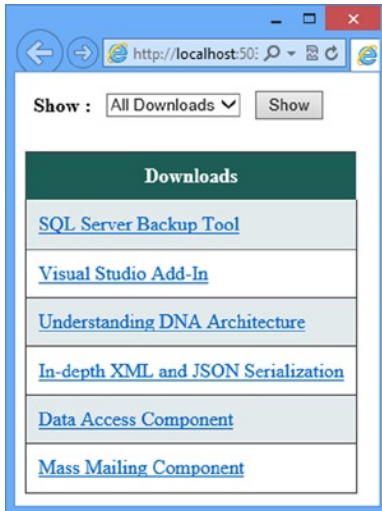 http://localhost:503
Show : All Downloads Show
Downloads
SQL Server Backup Tool
Visual Studio Add-In
Understanding DNA Architecture
In-depth XML and JSON Serialization
Data Access Component
Mass Mailing Component